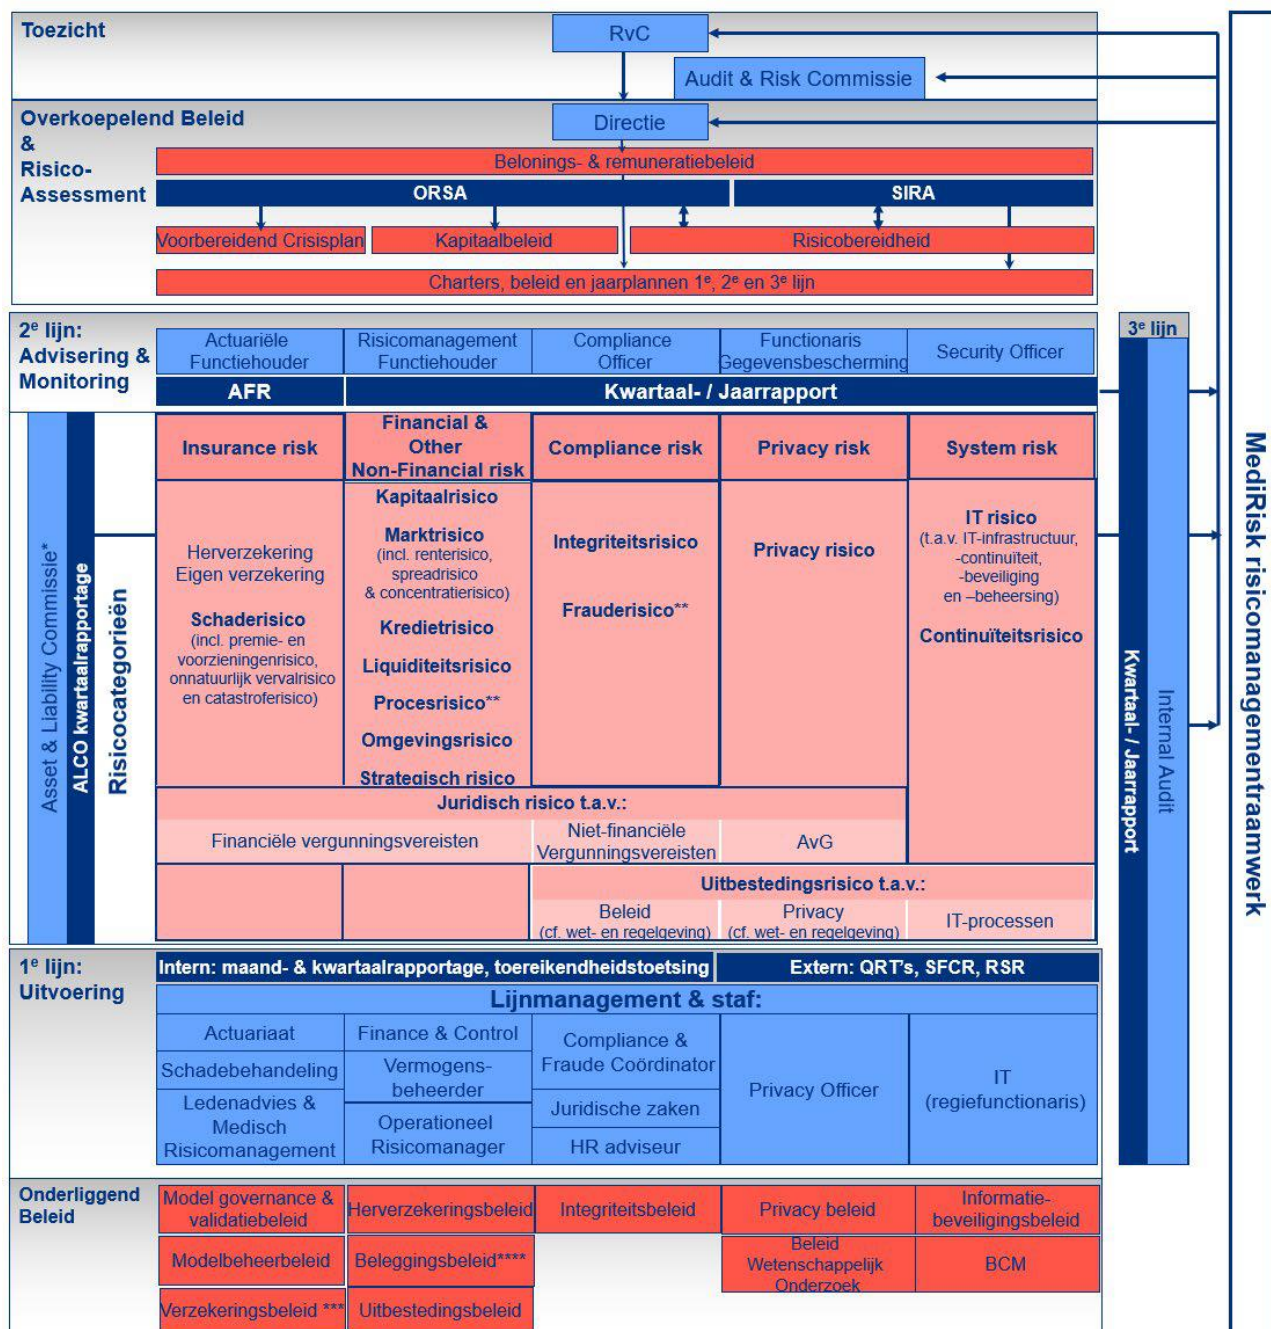 Toezicht
RvC
Audit & Risk Commissie
Overkoepelend Beleid
&
Risico-
Assessment
Directie
Belonings- & remuneratiebeleid
ORSA
SIRA
Voorbereidend Crisisplan
Kapitaalbeleid
Risicobereidheid
Charters, beleid en jaarplannen 1e, 2e en 3e lijn
2e lijn:
Advisering &
Monitoring
Actuariële
Functiehouder
Risicomanagement
Functiehouder
Compliance
Officer
Functionaris
Gegevensbescherming
Security Officer
3e lijn
AFR
Kwartaal- / Jaarrapport
Asset & Liability Commissie*
ALCO kwartaalrapportage
Risicocategorieën
Insurance risk
Financial &
Other
Non-Financial risk
Compliance risk
Privacy risk
System risk
Herverzekering
Eigen verzekering
Schaderisico
(incl. premie- en
voorzieningenrisico,
onnatuurlijk vervalrisico
en catastroferisico)
Kapitaalrisico
Marktrisico
(incl. renterisico,
spreadrisico
& concentratierisico)
Kredietrisico
Liquiditeitsrisico
Procesrisico**
Omgevingsrisico
Strategisch risico
Integriteitsrisico
Frauderisico**
Privacy risico
IT risico
(t.a.v. IT-infrastructuur,
-continuïteit,
-beveiliging
en –beheersing)
Continuïteitsrisico
Juridisch risico t.a.v.:
Financiële vergunningsvereisten
Niet-financiële
Vergunningsvereisten
AvG
Uitbestedingsrisico t.a.v.:
Beleid
(cf. wet- en regelgeving)
Privacy
(cf. wet- en regelgeving)
IT-processen
Kwartaal- / Jaarrapport
Internal Audit
MediRisk risicomanagementraamwerk
1e lijn:
Uitvoering
Intern: maand- & kwartaalrapportage, toereikendheidstoetsing
Extern: QRT's, SFCR, RSR
Lijnmanagement & staf:
Actuariaat
Schadebehandeling
Ledenadvies &
Medisch
Risicomanagement
Finance & Control
Vermogens-
beheerder
Operationeel
Risicomanager
Compliance &
Fraude Coördinator
Juridische zaken
HR adviseur
Privacy Officer
IT
(regiefunctionaris)
Onderliggend
Beleid
Model governance &
validatiebeleid
Herverzekeringsbeleid
Integriteitsbeleid
Privacy beleid
Informatie-
beveiligingsbeleid
Modelbeheerbeleid
Beleggingsbeleid****
Beleid
Wetenschappelijk
Onderzoek
BCM
Verzekeringsbeleid ***
Uitbestedingsbeleid